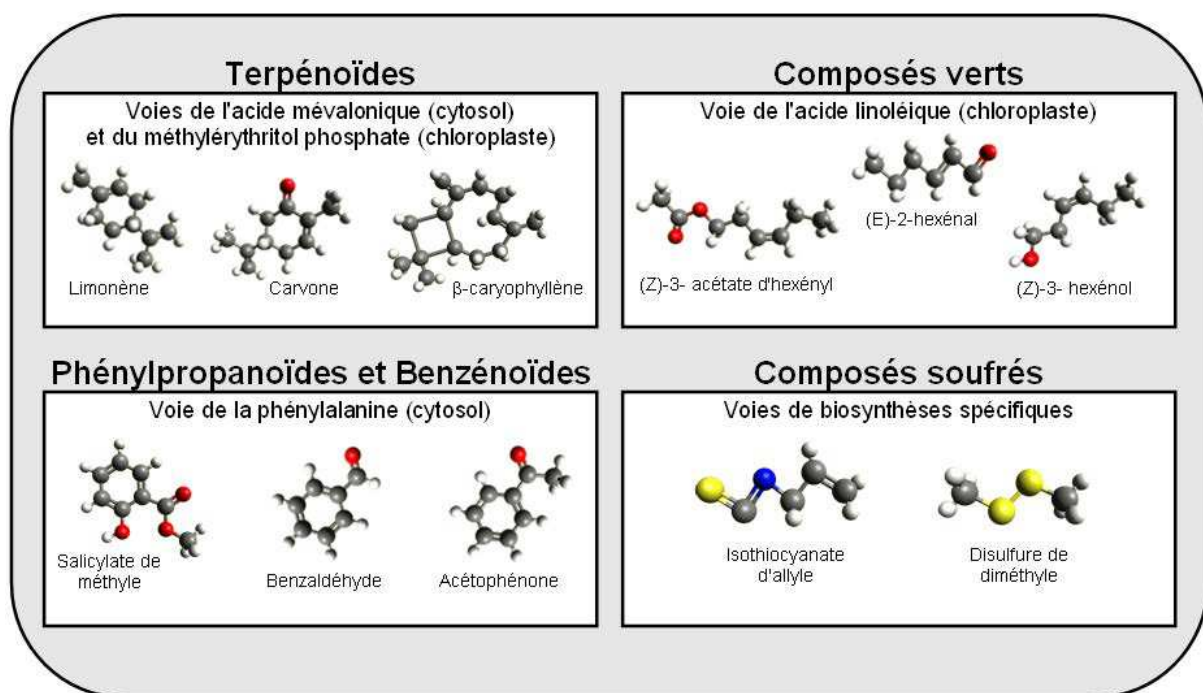 Terpénoïdes
Voies de l'acide mévalonique (cytosol)
et du méthylérythritol phosphate (chloroplaste)
Limonène
Carvone
β-caryophyllène
Composés verts
Voie de l'acide linoléique (chloroplaste)
(E)-2-hexénal
(Z)-3- acétate d'hexényl
(Z)-3- hexénol
Phénylpropanoïdes et Benzénoïdes
Voie de la phénylalanine (cytosol)
Salicylate de
méthyle
Benzaldéhyde
Acétophénone
Composés soufrés
Voies de biosynthèses spécifiques
Isothiocyanate
d'allyle
Disulfure de
diméthyle